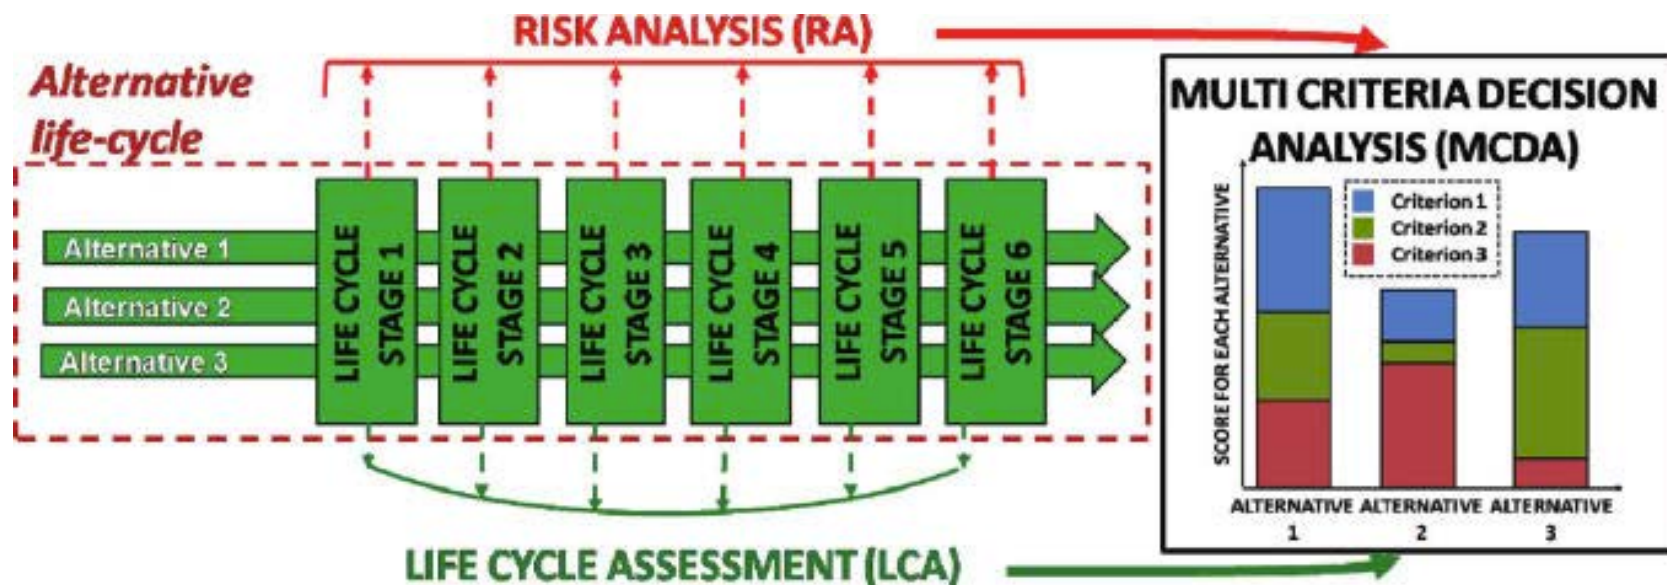 RISK ANALYSIS (RA)
Alternative
life-cycle
Alternative 1
Alternative 2
Alternative 3
LIFE CYCLE
STAGE 1
LIFE CYCLE
STAGE 2
LIFE CYCLE
STAGE 3
LIFE CYCLE
STAGE 4
LIFE CYCLE
STAGE 5
LIFE CYCLE
STAGE 6
LIFE CYCLE ASSESSMENT (LCA)
MULTI CRITERIA DECISION
ANALYSIS (MCDA)
Criterion 1
Criterion 2
Criterion 3
SCORE FOR EACH ALTERNATIVE
ALTERNATIVE ALTERNATIVE ALTERNATIVE
1 2 3